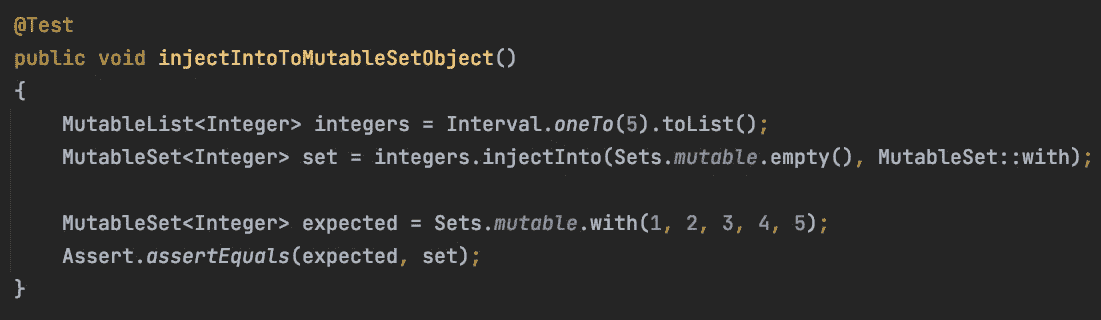 @Test
public void injectIntoToMutableSetObject()
{
MutableList<Integer> integers = Interval.oneTo(5).toList();
MutableSet<Integer> set = integers.injectInto(Sets.mutable.empty(), MutableSet::with);
MutableSet<Integer> expected = Sets.mutable.with(1, 2, 3, 4, 5);
Assert.assertEquals(expected, set);
}